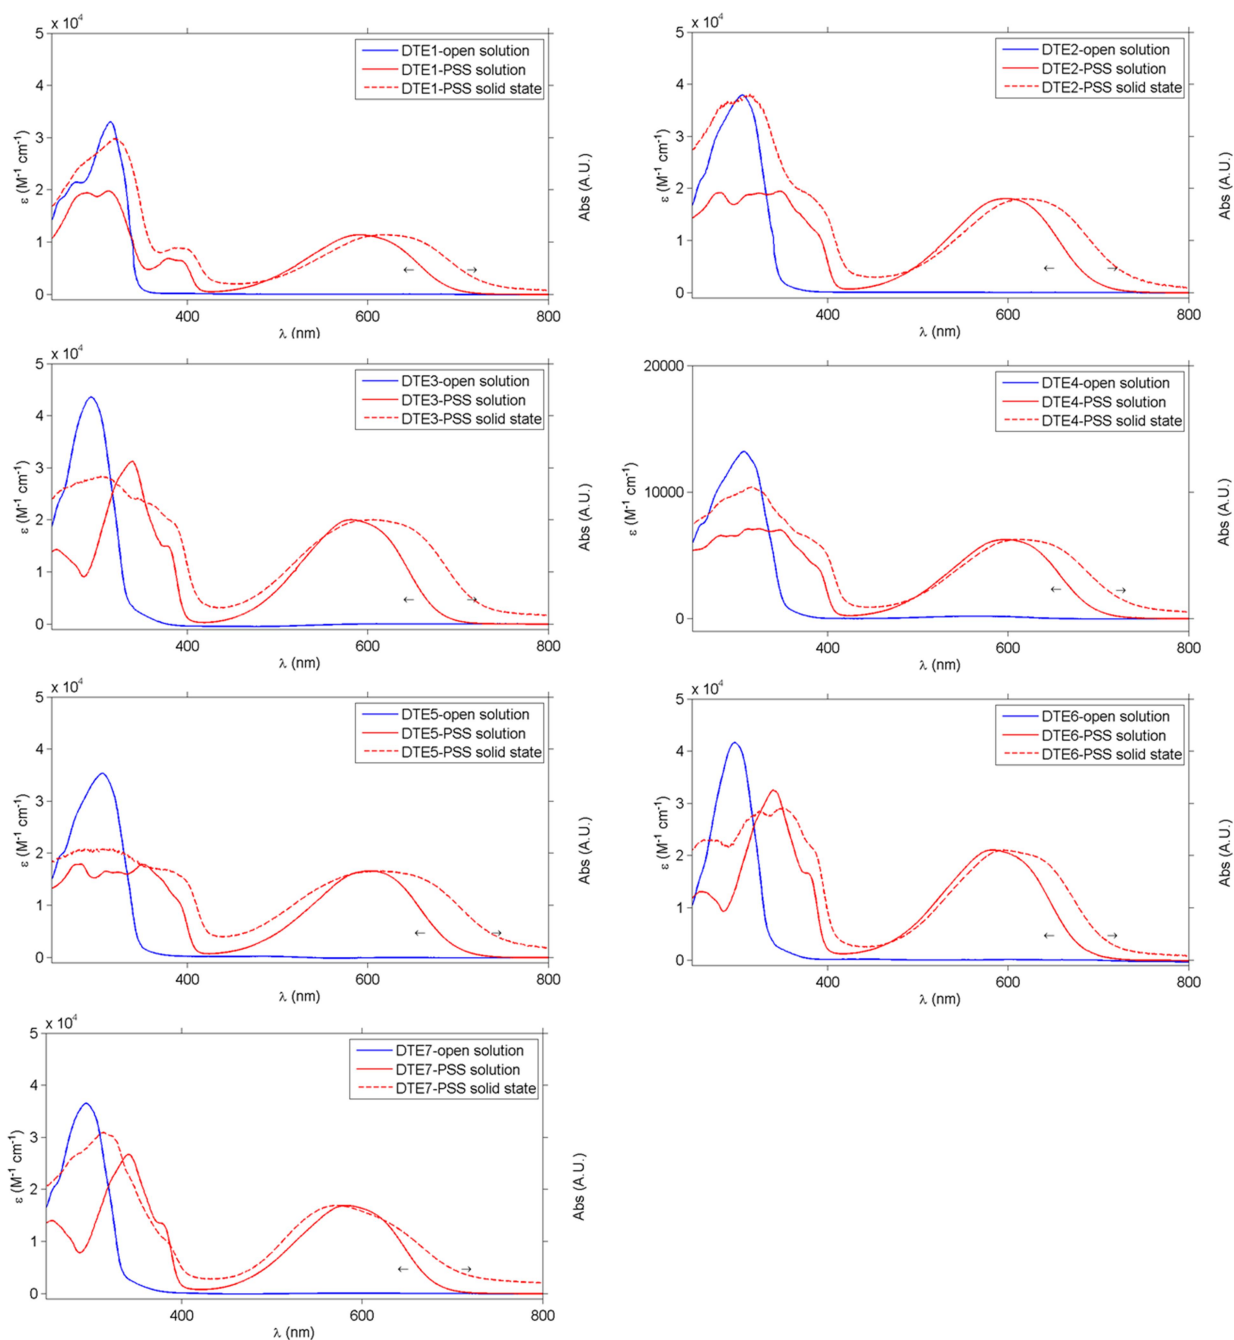 x 10⁴
5
4
3
2
1
0
ε (M⁻¹ cm⁻¹)
DTE1-open solution
DTE1-PSS solution
DTE1-PSS solid state
← →
Abs (A.U.)
400 600 800
λ (nm)
x 10⁴
5
4
3
2
1
0
ε (M⁻¹ cm⁻¹)
DTE2-open solution
DTE2-PSS solution
DTE2-PSS solid state
← →
Abs (A.U.)
400 600 800
λ (nm)
x 10⁴
5
4
3
2
1
0
ε (M⁻¹ cm⁻¹)
DTE3-open solution
DTE3-PSS solution
DTE3-PSS solid state
← →
Abs (A.U.)
400 600 800
λ (nm)
20000
10000
0
ε (M⁻¹ cm⁻¹)
DTE4-open solution
DTE4-PSS solution
DTE4-PSS solid state
← →
Abs (A.U.)
400 600 800
λ (nm)
x 10⁴
5
4
3
2
1
0
ε (M⁻¹ cm⁻¹)
DTE5-open solution
DTE5-PSS solution
DTE5-PSS solid state
← →
Abs (A.U.)
400 600 800
λ (nm)
x 10⁴
5
4
3
2
1
0
ε (M⁻¹ cm⁻¹)
DTE6-open solution
DTE6-PSS solution
DTE6-PSS solid state
← →
Abs (A.U.)
400 600 800
λ (nm)
x 10⁴
5
4
3
2
1
0
ε (M⁻¹ cm⁻¹)
DTE7-open solution
DTE7-PSS solution
DTE7-PSS solid state
← →
Abs (A.U.)
400 600 800
λ (nm)